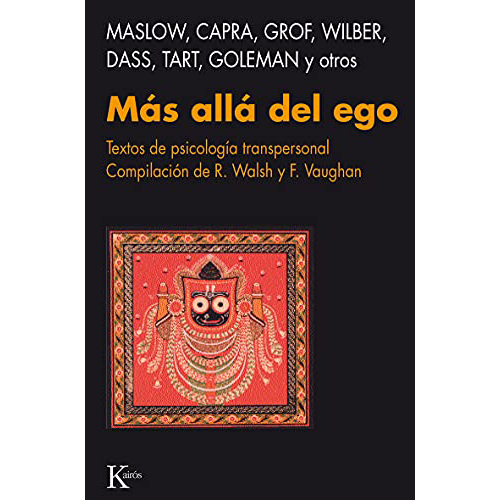 MASLOW, CAPRA, GROF, WILBER,
DASS, TART, GOLEMAN y otros
Más allá del ego
Textos de psicología transpersonal
Compilación de R. Walsh y F. Vaughan
Kairós